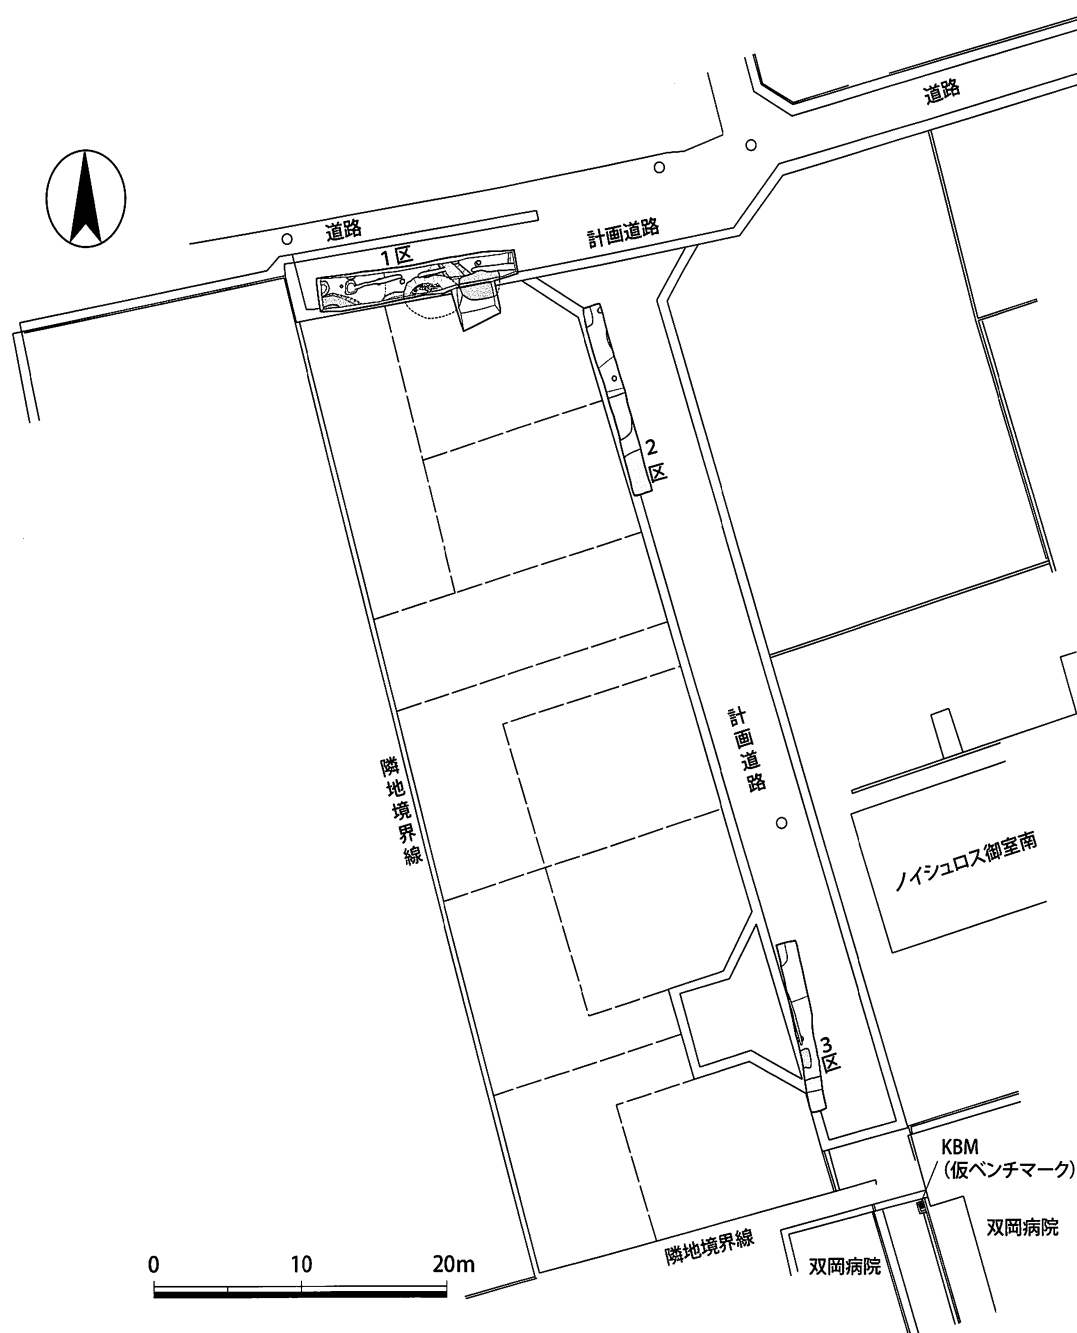 道路
道路
計画道路
1区
2区
計画道路
隣地境界線
ノイシュロス御室南
3区
KBM
(仮ベンチマーク)
双岡病院
隣地境界線
双岡病院
0 10 20m